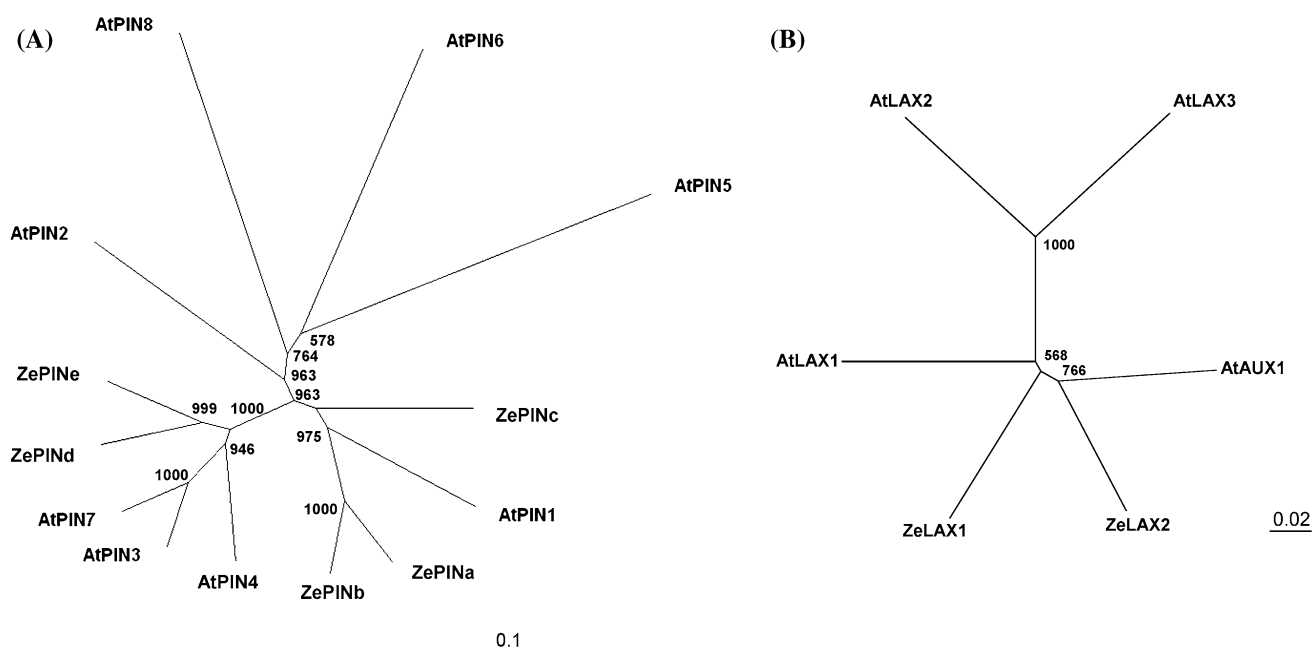 (A)
AtPIN8
AtPIN6
AtPIN5
AtPIN2
578
764
963
963
ZePINe
999
1000
ZePINc
975
ZePINd
946
1000
AtPIN7
AtPIN1
1000
AtPIN3
AtPIN4
ZePINa
ZePINb
0.1
(B)
AtLAX2
AtLAX3
1000
AtLAX1
568
766
AtAUX1
ZeLAX1
ZeLAX2
0.02